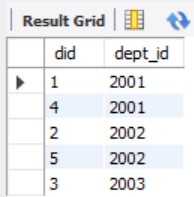 Result Grid
did dept_id
1 2001
4 2001
2 2002
5 2002
3 2003